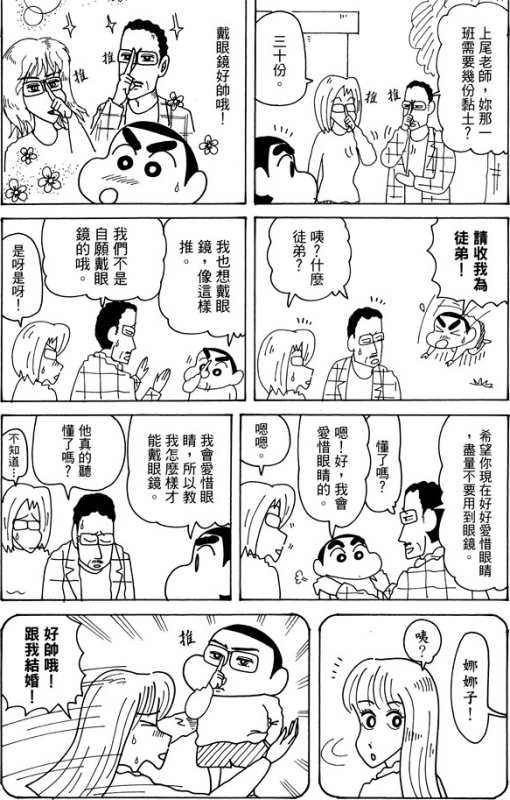 上尾老師，妳那一
班需要幾份黏土？
三十份。
推
推
戴眼鏡好帥哦！
推
推
請收我為
徒弟！
咦？什麼
徒弟？
我也想戴眼
鏡，像這樣
推。
我們不是
自願戴眼
鏡的哦。
是呀是呀！
希望你現在好好愛惜眼睛
，盡量不要用到眼鏡。
懂了嗎？
嗯！好，我會
愛惜眼睛的。
嗯嗯。
我會愛惜眼
睛，所以教
我怎麼樣才
能戴眼鏡。
他真的聽
懂了嗎？
不知道！
娜娜子！
咦？
推
好帥哦！
跟我結婚！